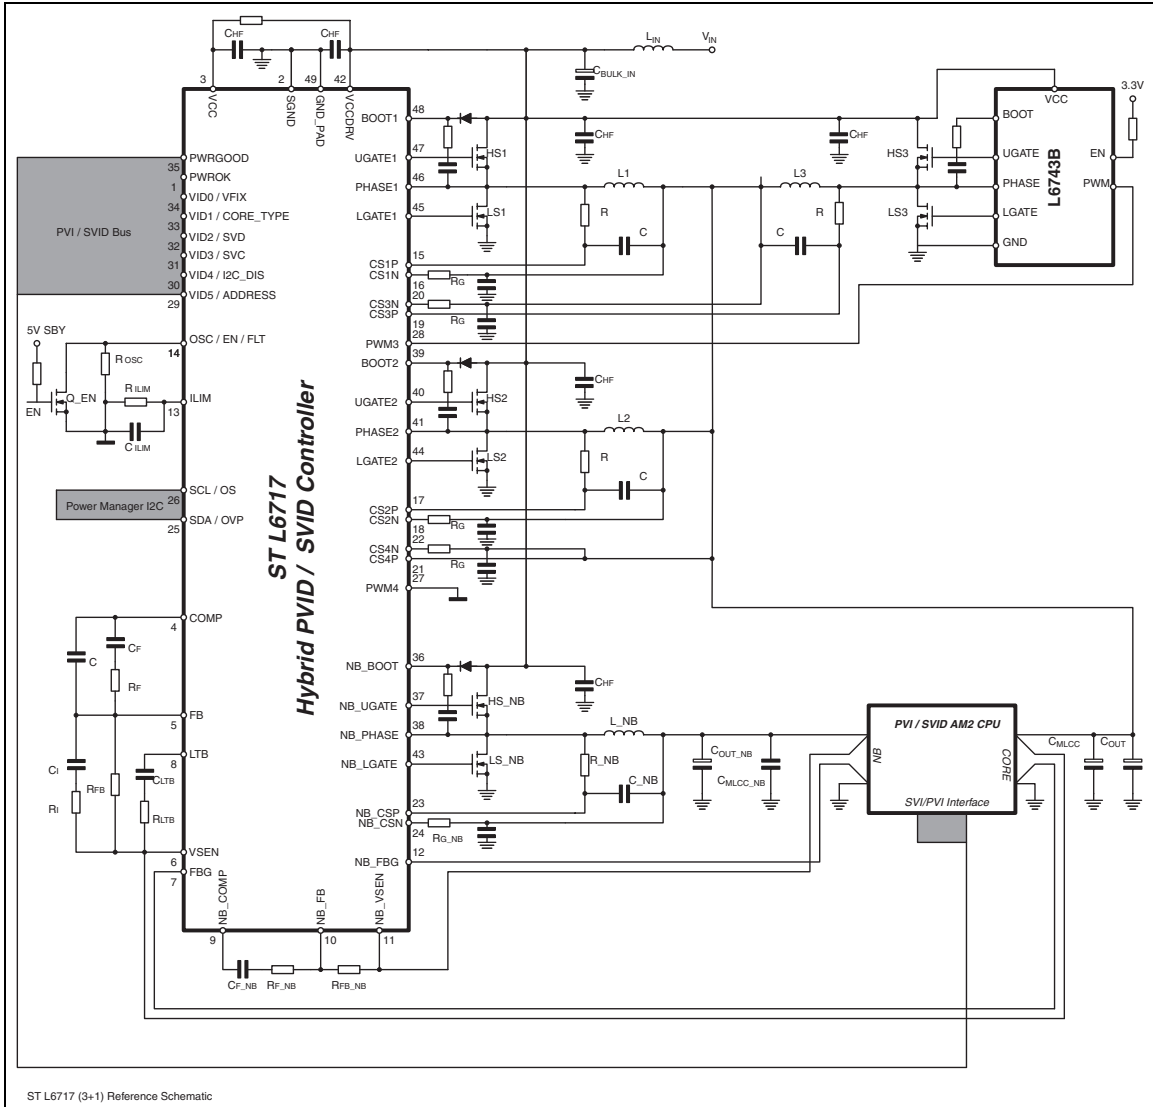 CHF
CHF
LIN
VIN
CBULK_IN
3
2
49
42
VCC
SGND
GND_PAD
VCCDRV
48
BOOT1
47
UGATE1
46
PHASE1
45
LGATE1
HS1
LS1
CHF
CHF
HS3
LS3
VCC
BOOT
UGATE
PHASE
LGATE
GND
EN
PWM
L6743B
3.3V
PWRGOOD
35
PWROK
1
VID0 / VFIX
34
VID1 / CORE_TYPE
33
VID2 / SVD
32
VID3 / SVC
31
VID4 / I2C_DIS
30
VID5 / ADDRESS
29
PVI / SVID Bus
L1
R
C
L3
R
C
15
CS1P
CS1N
16
RG
20
CS3N
CS3P
19
RG
28
PWM3
5V SBY
EN
Q_EN
OSC / EN / FLT
14
R OSC
R ILIM
ILIM
13
C ILIM
39
BOOT2
40
UGATE2
41
PHASE2
44
LGATE2
HS2
LS2
CHF
L2
R
C
ST L6717
Hybrid PVID / SVID Controller
SCL / OS
26
Power Manager I2C
SDA / OVP
25
17
CS2P
CS2N
18
RG
22
CS4N
CS4P
21
RG
27
PWM4
COMP
4
C
CF
RF
FB
5
LTB
8
CI
RI
RFB
CLTB
RLTB
VSEN
6
FBG
7
36
NB_BOOT
37
NB_UGATE
38
NB_PHASE
43
NB_LGATE
HS_NB
LS_NB
CHF
L_NB
R_NB
C_NB
COUT_NB
CMLCC_NB
23
NB_CSP
NB_CSN
24
RG_NB
12
NB_FBG
PVI / SVID AM2 CPU
NB
CORE
SVI/PVI Interface
CMLCC
COUT
NB_COMP
NB_FB
NB_VSEN
9
10
11
CF_NB
RF_NB
RFB_NB
ST L6717 (3+1) Reference Schematic